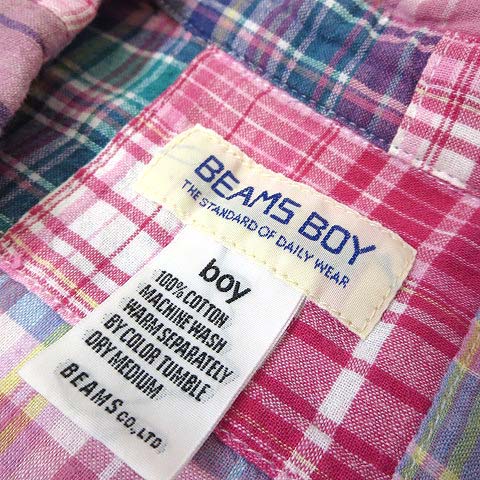 BEAMS BOY
THE STANDARD OF DAILY WEAR
boy
100% COTTON
MACHINE WASH
WARM SEPARATELY
BY COLOR TUMBLE
DRY MEDIUM
BEAMS CO., LTD.